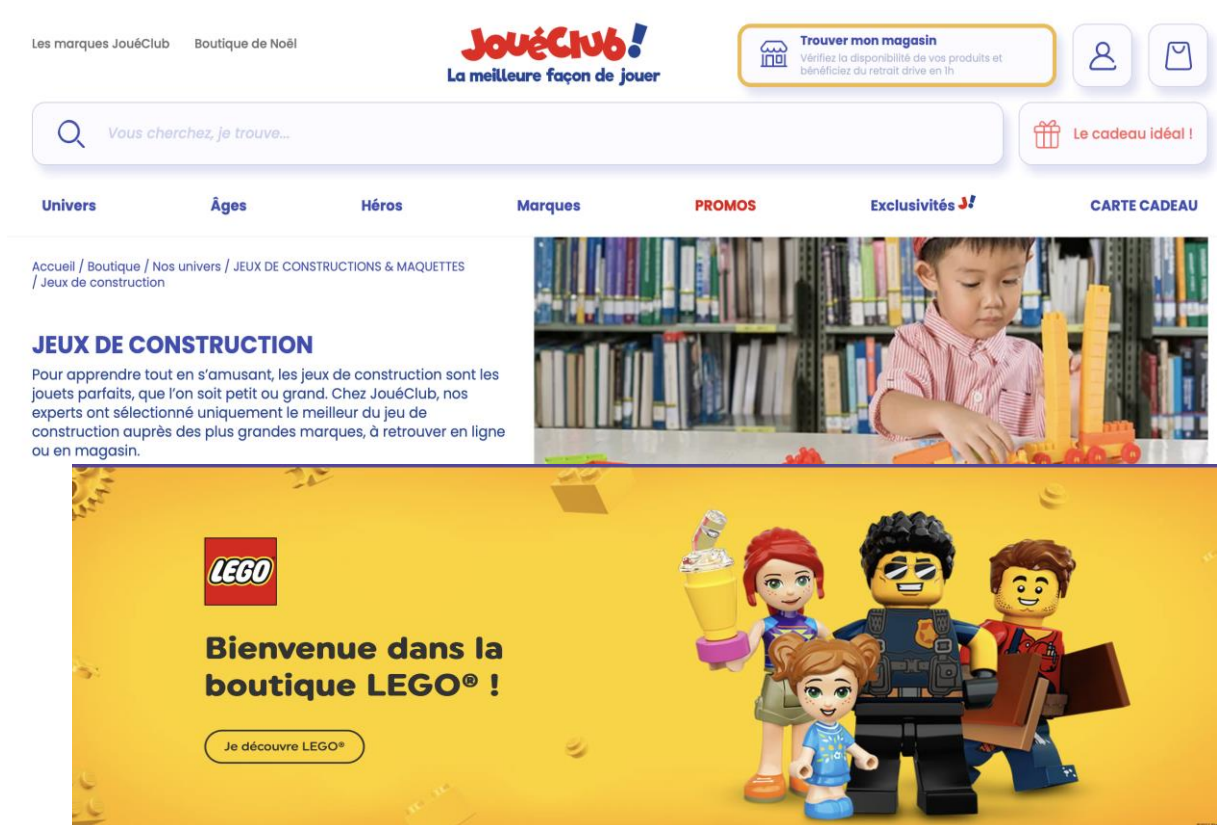 Les marques JouéClub
Boutique de Noël
JouéClub!
La meilleure façon de jouer
Trouver mon magasin
Vérifiez la disponibilité de vos produits et
bénéficiez du retrait drive en 1h
Vous cherchez, je trouve...
Le cadeau idéal !
Univers
Âges
Héros
Marques
PROMOS
Exclusivités J!
CARTE CADEAU
Accueil / Boutique / Nos univers / JEUX DE CONSTRUCTIONS & MAQUETTES
/ Jeux de construction
JEUX DE CONSTRUCTION
Pour apprendre tout en s’amusant, les jeux de construction sont les
jouets parfaits, que l’on soit petit ou grand. Chez JouéClub, nos
experts ont sélectionné uniquement le meilleur du jeu de
construction auprès des plus grandes marques, à retrouver en ligne
ou en magasin.
LEGO
Bienvenue dans la
boutique LEGO® !
Je découvre LEGO®